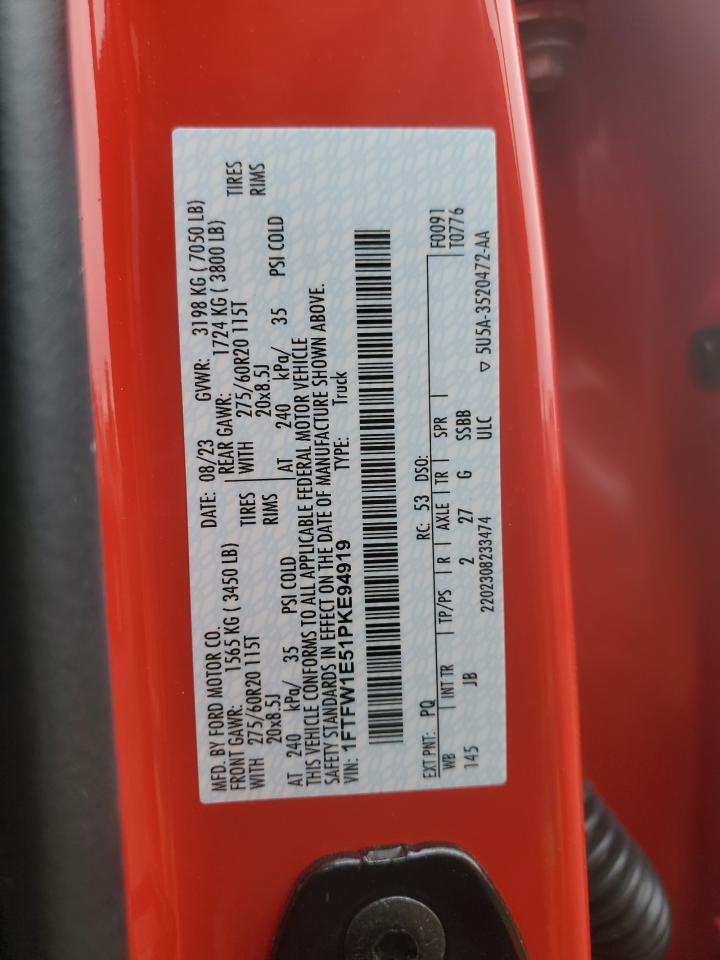 MFD. BY FORD MOTOR CO. DATE: 08/23 GVWR: 3198 KG ( 7050 LB)
FRONT GAWR: 1565 KG ( 3450 LB) REAR GAWR: 1724 KG ( 3800 LB)
WITH 275/60R20 115T TIRES WITH 275/60R20 115T TIRES
20x8.5J RIMS 20x8.5J RIMS
AT 240 kPa/ 35 PSI COLD AT 240 kPa/ 35 PSI COLD
THIS VEHICLE CONFORMS TO ALL APPLICABLE FEDERAL MOTOR VEHICLE
SAFETY STANDARDS IN EFFECT ON THE DATE OF MANUFACTURE SHOWN ABOVE.
VIN: 1FTFW1E51PKE94919 TYPE: Truck
EXT PNT: PQ RC: 53 DSO: F0091
WB INT TR TP/PS R AXLE TR SPR T0776
145 JB 2 27 G SSBB
2202308233474 ULC ▽ 5U5A-3520472-AA